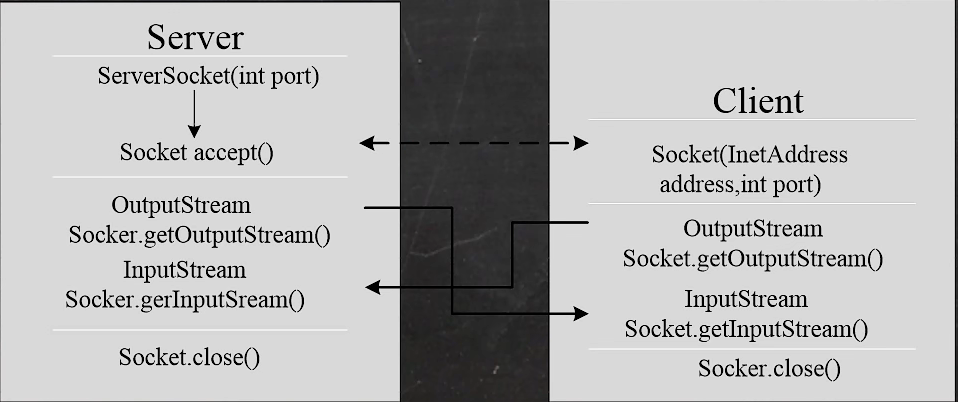 Server
ServerSocket(int port)
Socket accept()
OutputStream
Socker.getOutputStream()
InputStream
Socker.gerInputSream()
Socket.close()
Client
Socket(InetAddress
address,int port)
OutputStream
Socket.getOutputStream()
InputStream
Socket.getInputStream()
Socker.close()